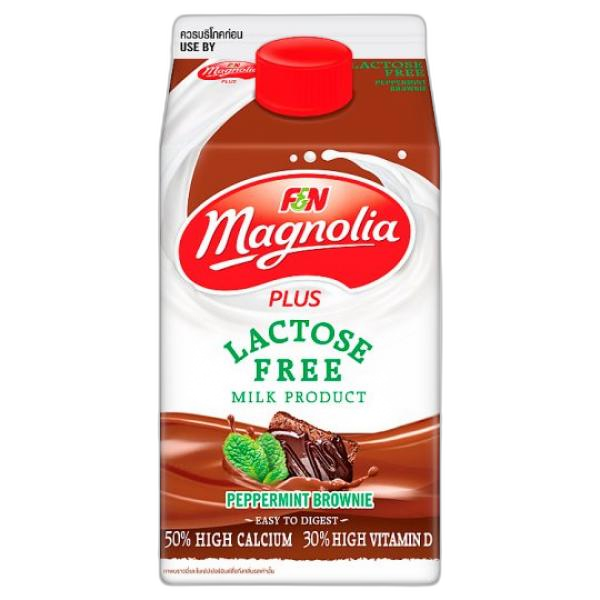 ควรบริโภคก่อน
USE BY
F&N
Magnolia
PLUS
LACTOSE
FREE
PEPPERMINT
BROWNIE
F&N
Magnolia
PLUS
LACTOSE
FREE
MILK PRODUCT
PEPPERMINT BROWNIE
EASY TO DIGEST
50% HIGH CALCIUM 30% HIGH VITAMIN D